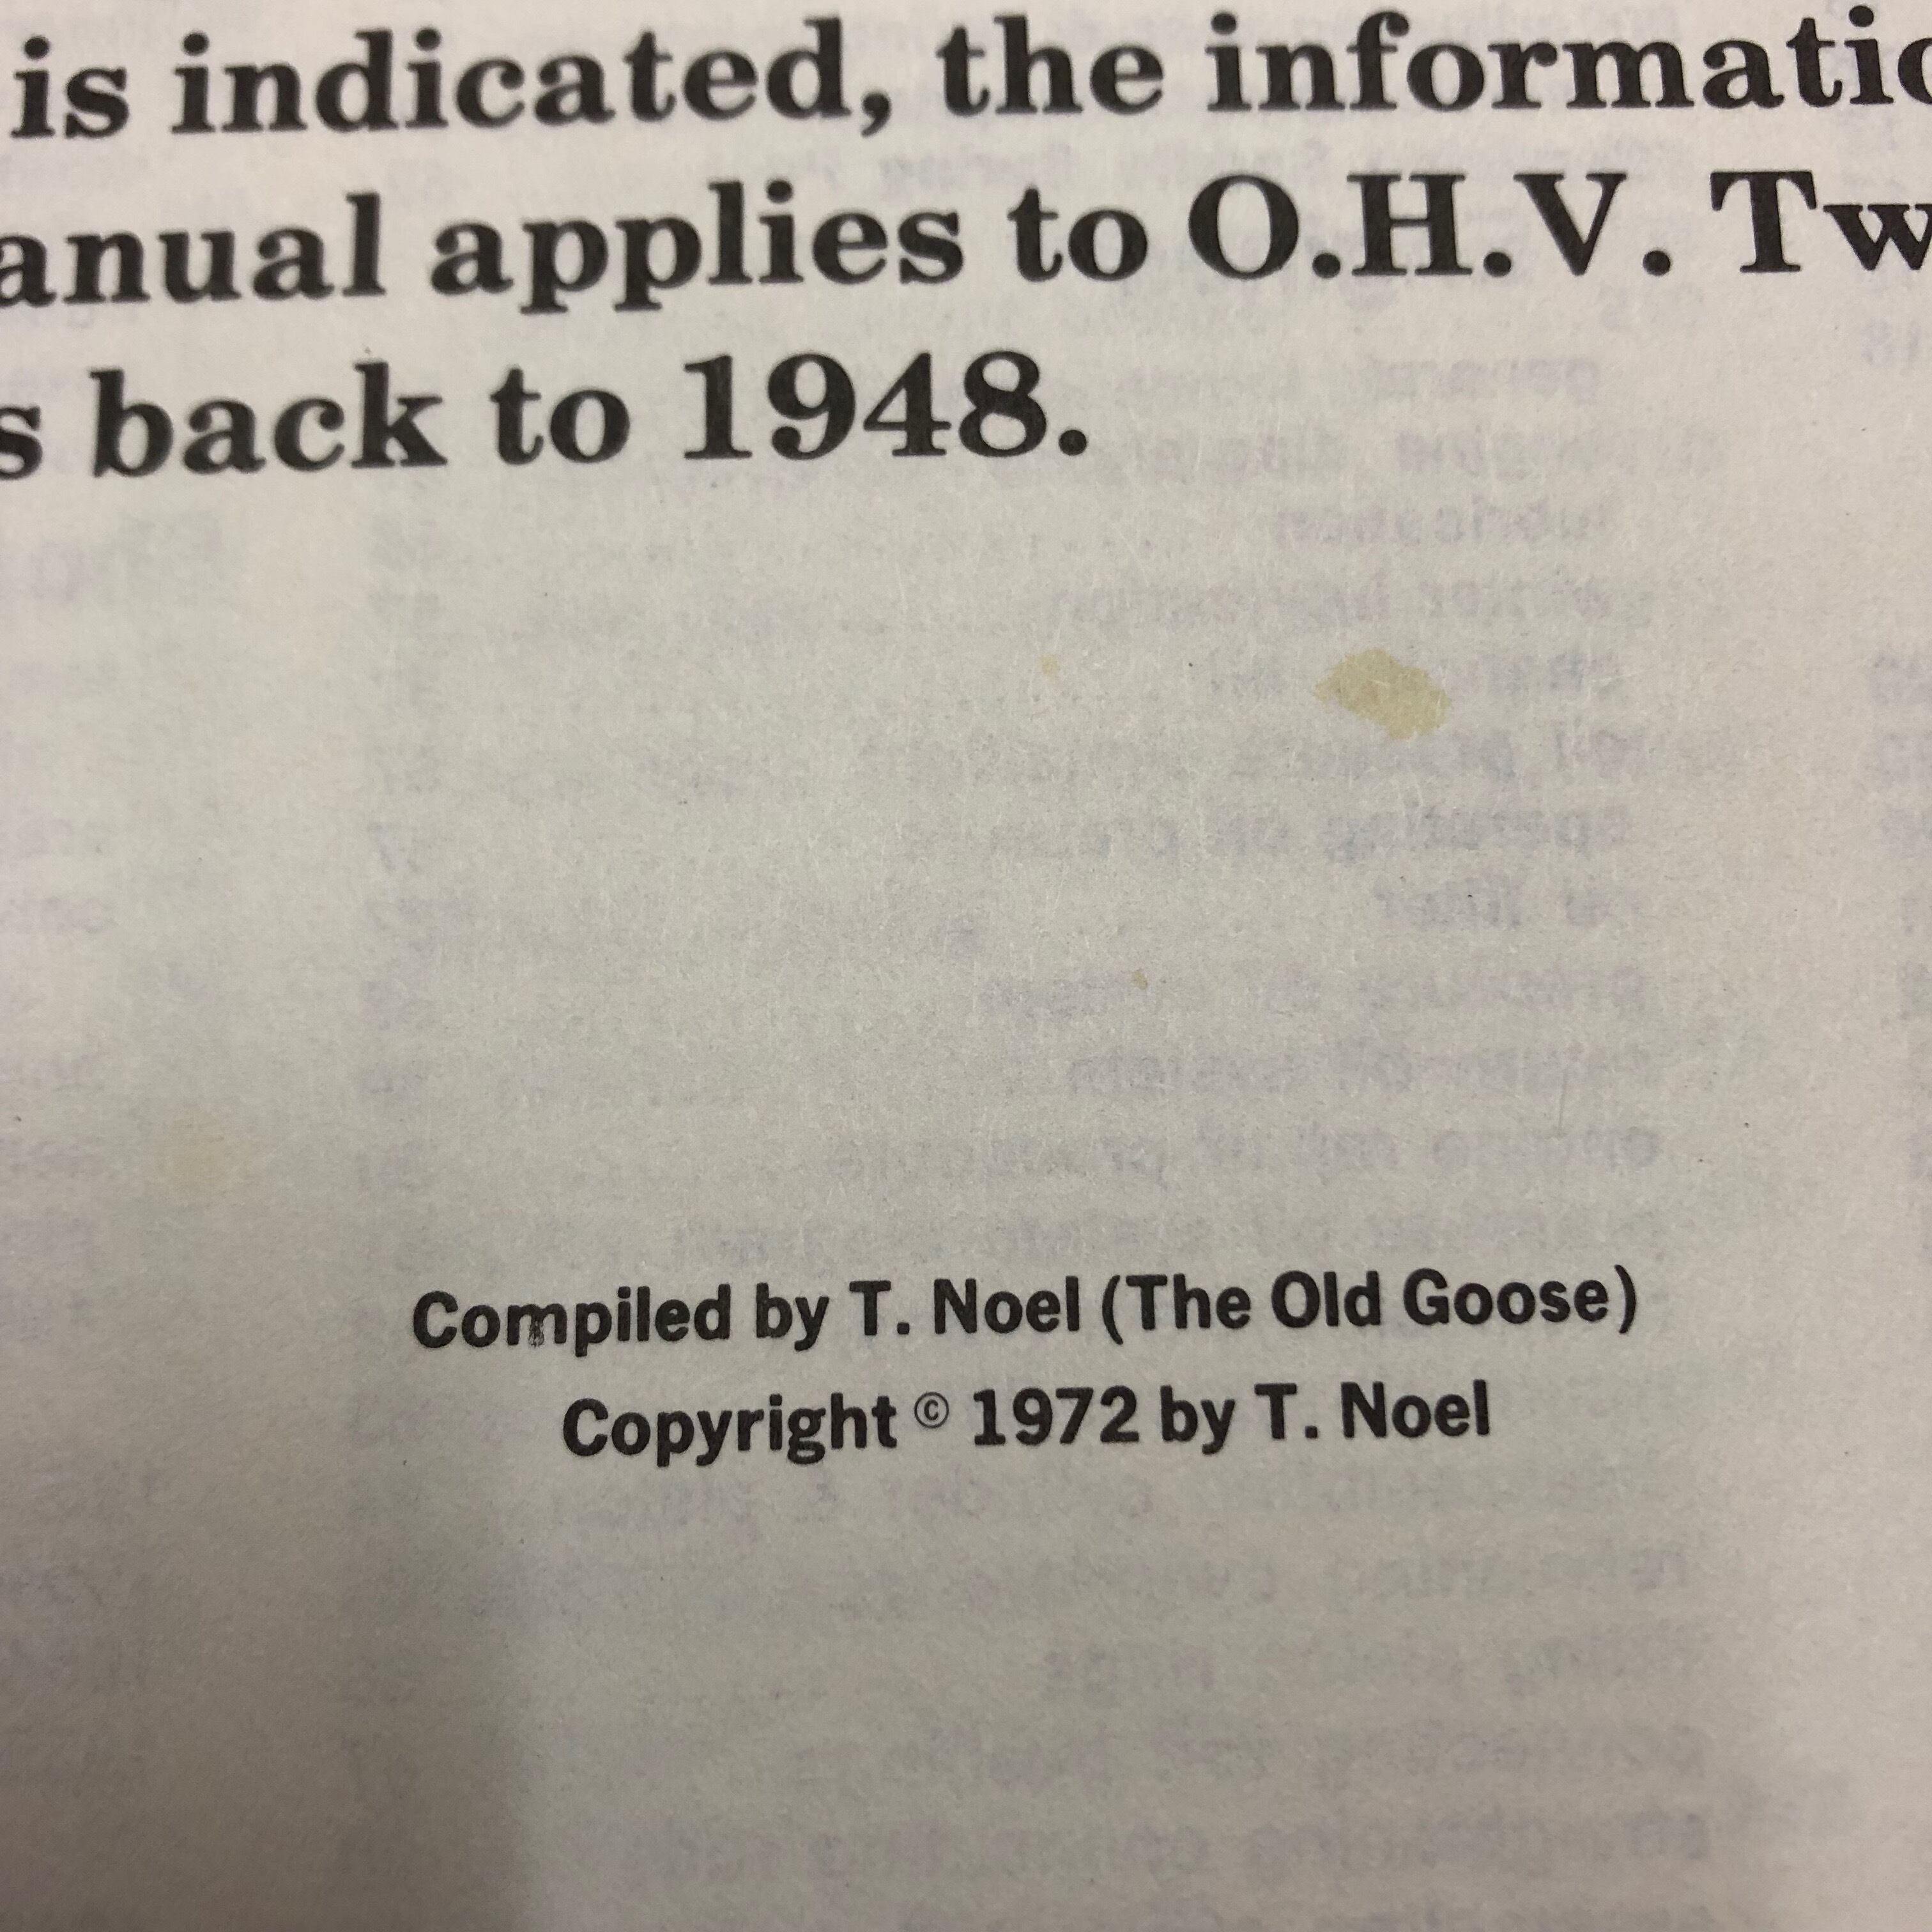 is indicated, the informatio
anual applies to O.H.V. Tw
s back to 1948.
Compiled by T. Noel (The Old Goose)
Copyright © 1972 by T. Noel